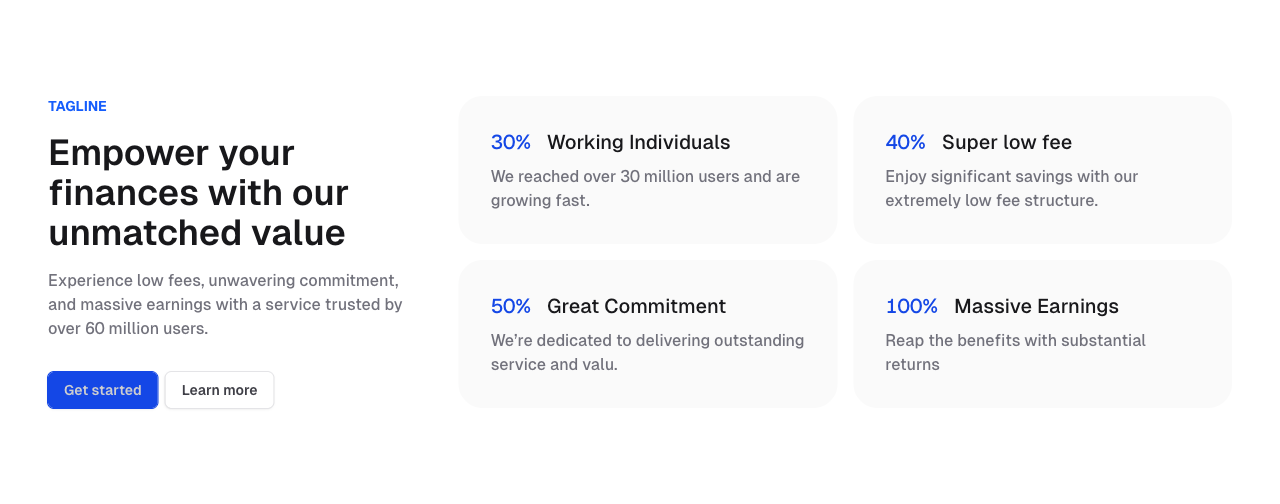 TAGLINE
Empower your
finances with our
unmatched value
Experience low fees, unwavering commitment,
and massive earnings with a service trusted by
over 60 million users.
Get started
Learn more
30% Working Individuals
We reached over 30 million users and are
growing fast.
40% Super low fee
Enjoy significant savings with our
extremely low fee structure.
50% Great Commitment
We’re dedicated to delivering outstanding
service and valu.
100% Massive Earnings
Reap the benefits with substantial
returns